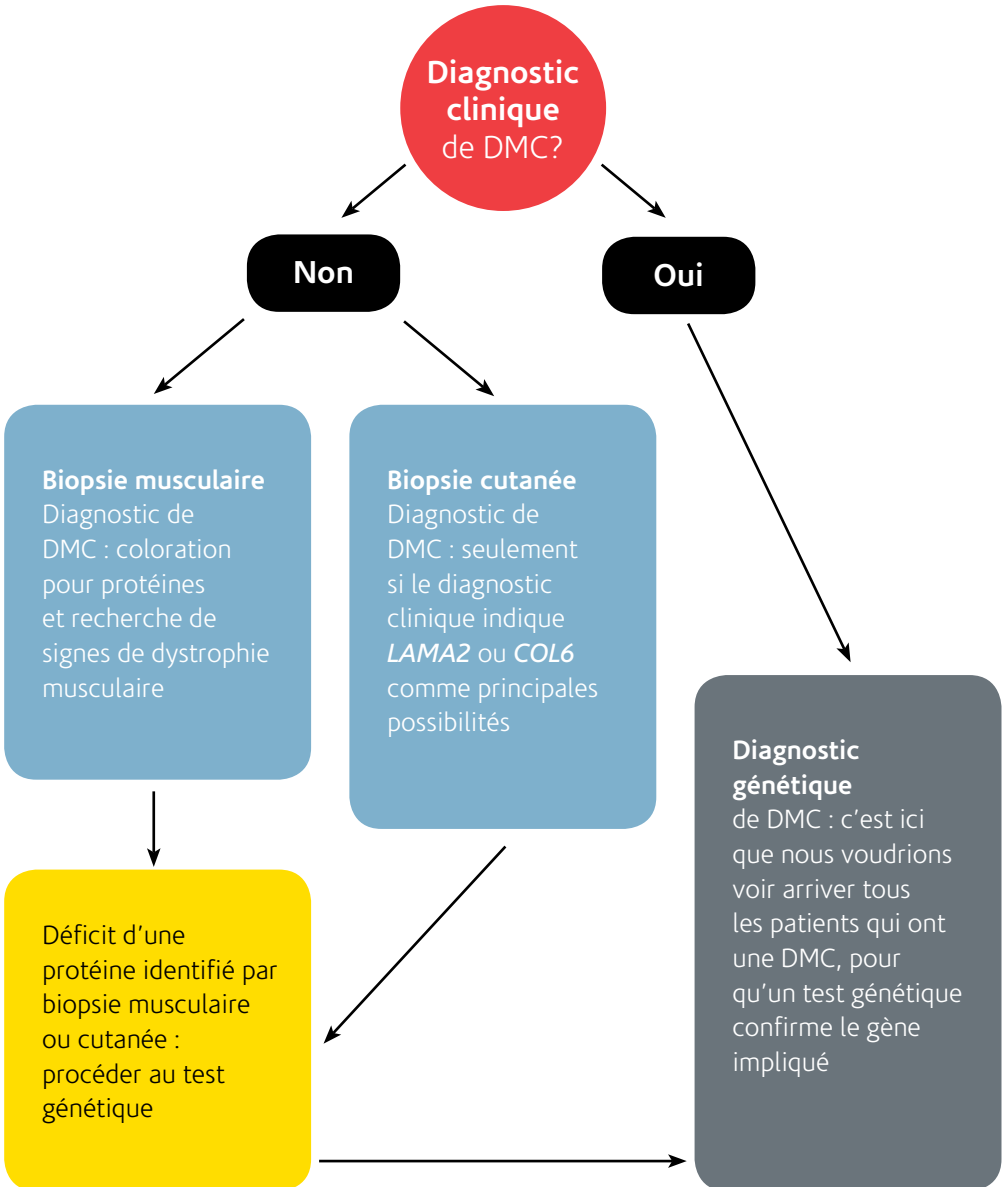 Diagnostic
clinique
de DMC?
Non
Oui
Biopsie musculaire
Diagnostic de
DMC : coloration
pour protéines
et recherche de
signes de dystrophie
musculaire
Biopsie cutanée
Diagnostic de
DMC : seulement
si le diagnostic
clinique indique
LAMA2 ou COL6
comme principales
possibilités
Diagnostic
génétique
de DMC : c’est ici
que nous voudrions
voir arriver tous
les patients qui ont
une DMC, pour
qu’un test génétique
confirme le gène
impliqué
Déficit d’une
protéine identifié par
biopsie musculaire
ou cutanée :
procéder au test
génétique